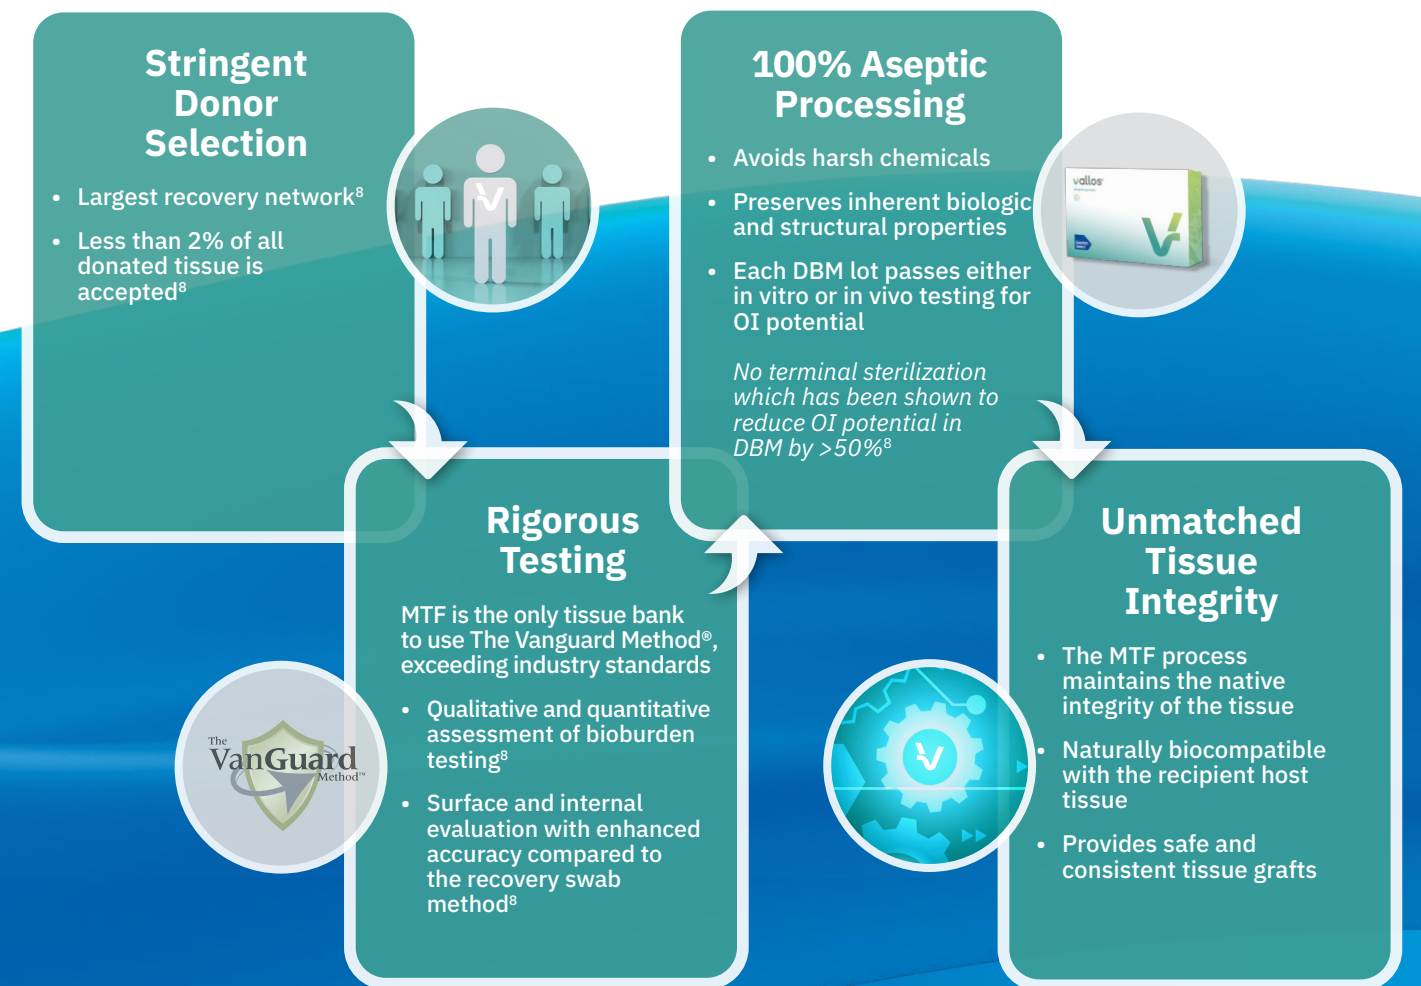 Stringent
Donor
Selection
• Largest recovery network⁸
• Less than 2% of all
donated tissue is
accepted⁸
Rigorous
Testing
MTF is the only tissue bank
to use The Vanguard Method®,
exceeding industry standards
• Qualitative and quantitative
assessment of bioburden
testing⁸
• Surface and internal
evaluation with enhanced
accuracy compared to
the recovery swab
method⁸
The
VanGuard
Method™
100% Aseptic
Processing
• Avoids harsh chemicals
• Preserves inherent biologic
and structural properties
• Each DBM lot passes either
in vitro or in vivo testing for
OI potential
No terminal sterilization
which has been shown to
reduce OI potential in
DBM by >50%⁸
vallos
Unmatched
Tissue
Integrity
• The MTF process
maintains the native
integrity of the tissue
• Naturally biocompatible
with the recipient host
tissue
• Provides safe and
consistent tissue grafts